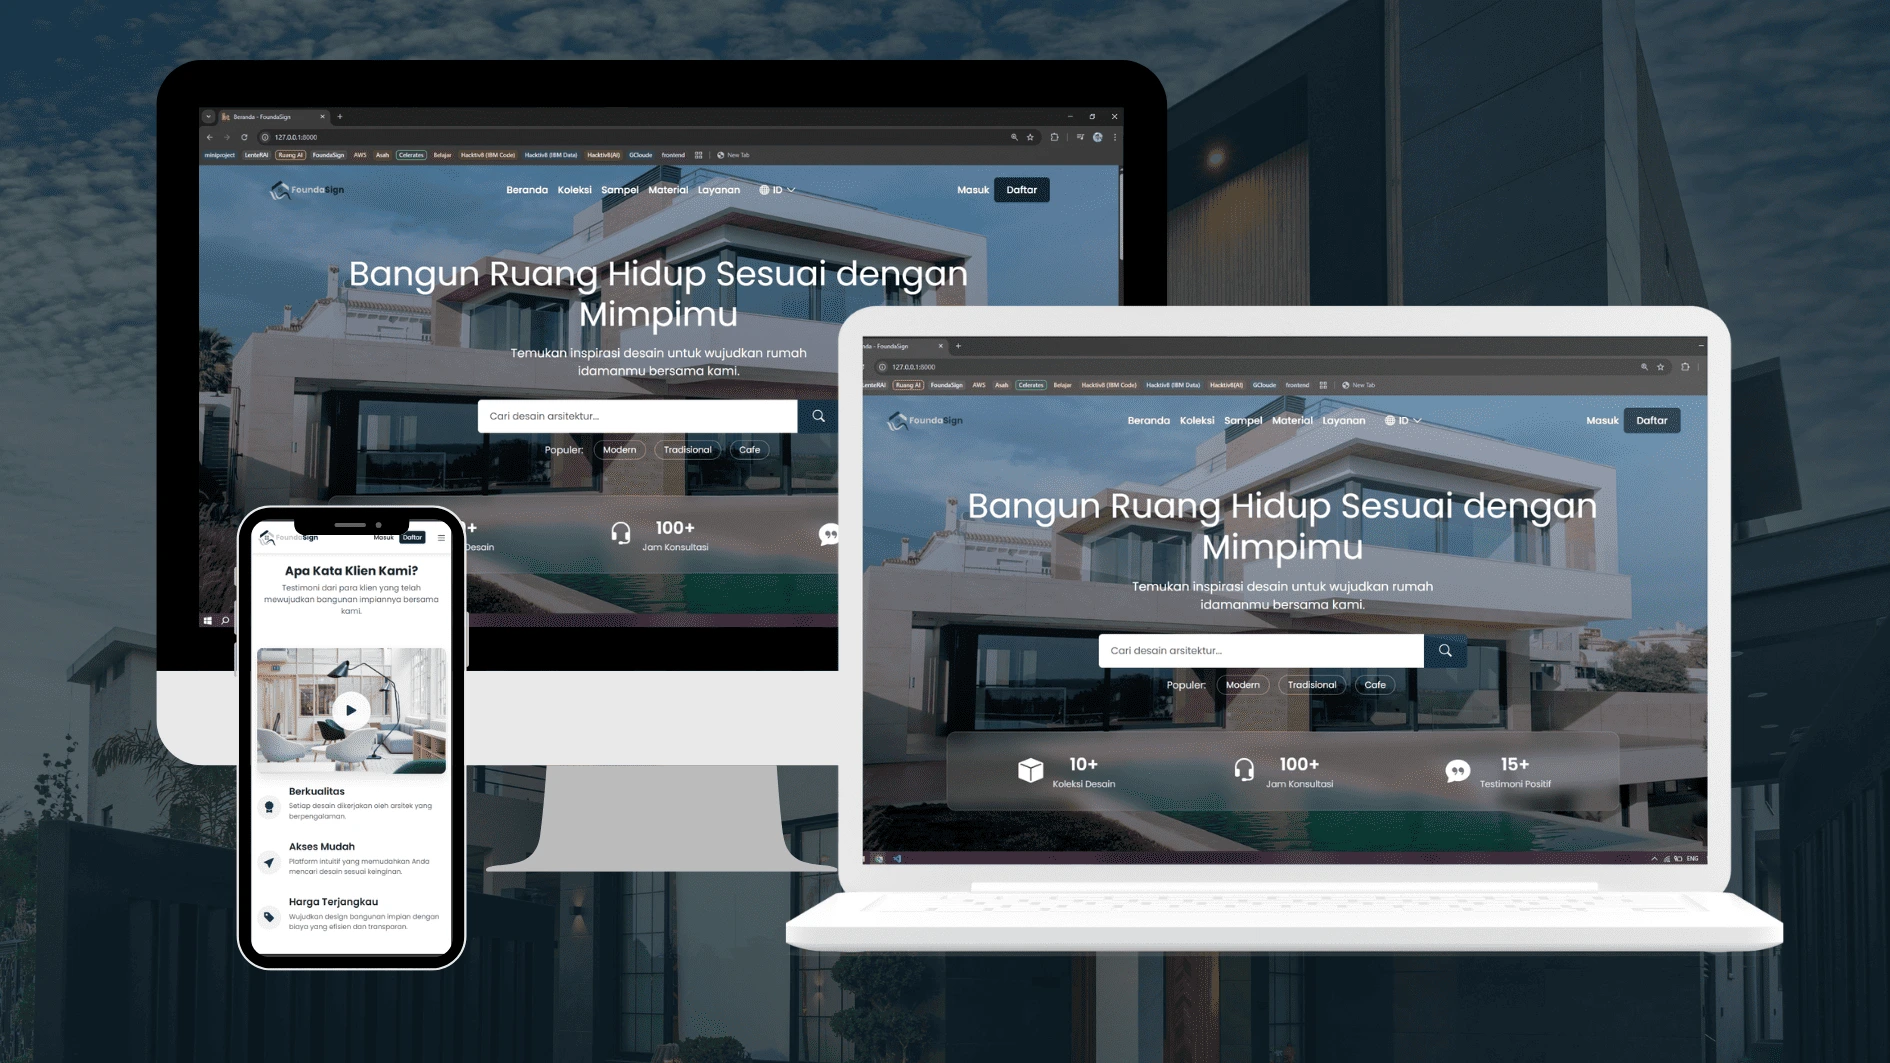 Beranda - FoundaSign
127.0.0.1:8000
miniproject LenteRAI Ruang AI FoundaSign AWS Asah Celerates Belajar Hacktiv8 (IBM Code) Hacktiv8 (IBM Data) Hacktiv8(AI) GCloude frontend New Tab
FoundaSign Beranda Koleksi Sampel Material Layanan ID Masuk Daftar
Bangun Ruang Hidup Sesuai dengan
Mimpimu
Temukan inspirasi desain untuk wujudkan rumah
idamanmu bersama kami.
Cari desain arsitektur...
Populer: Modern Tradisional Cafe
100+
Desain Jam Konsultasi
FoundaSign Masuk Daftar
Apa Kata Klien Kami?
Testimoni dari para klien yang telah
mewujudkan bangunan impiannya bersama
kami.
Berkualitas
Setiap desain dikerjakan oleh arsitek yang
berpengalaman.
Akses Mudah
Platform intuitif yang memudahkan Anda
mencari desain sesuai keinginan.
Harga Terjangkau
Wujudkan design bangunan impian dengan
biaya yang efisien dan transparan.
nda - FoundaSign
127.0.0.1:8000
LenteRAI Ruang AI FoundaSign AWS Asah Celerates Belajar Hacktiv8 (IBM Code) Hacktiv8 (IBM Data) Hacktiv8(AI) GCloude frontend New Tab
FoundaSign Beranda Koleksi Sampel Material Layanan ID Masuk Daftar
Bangun Ruang Hidup Sesuai dengan
Mimpimu
Temukan inspirasi desain untuk wujudkan rumah
idamanmu bersama kami.
Cari desain arsitektur...
Populer: Modern Tradisional Cafe
10+ 100+ 15+
Koleksi Desain Jam Konsultasi Testimoni Positif
ENG